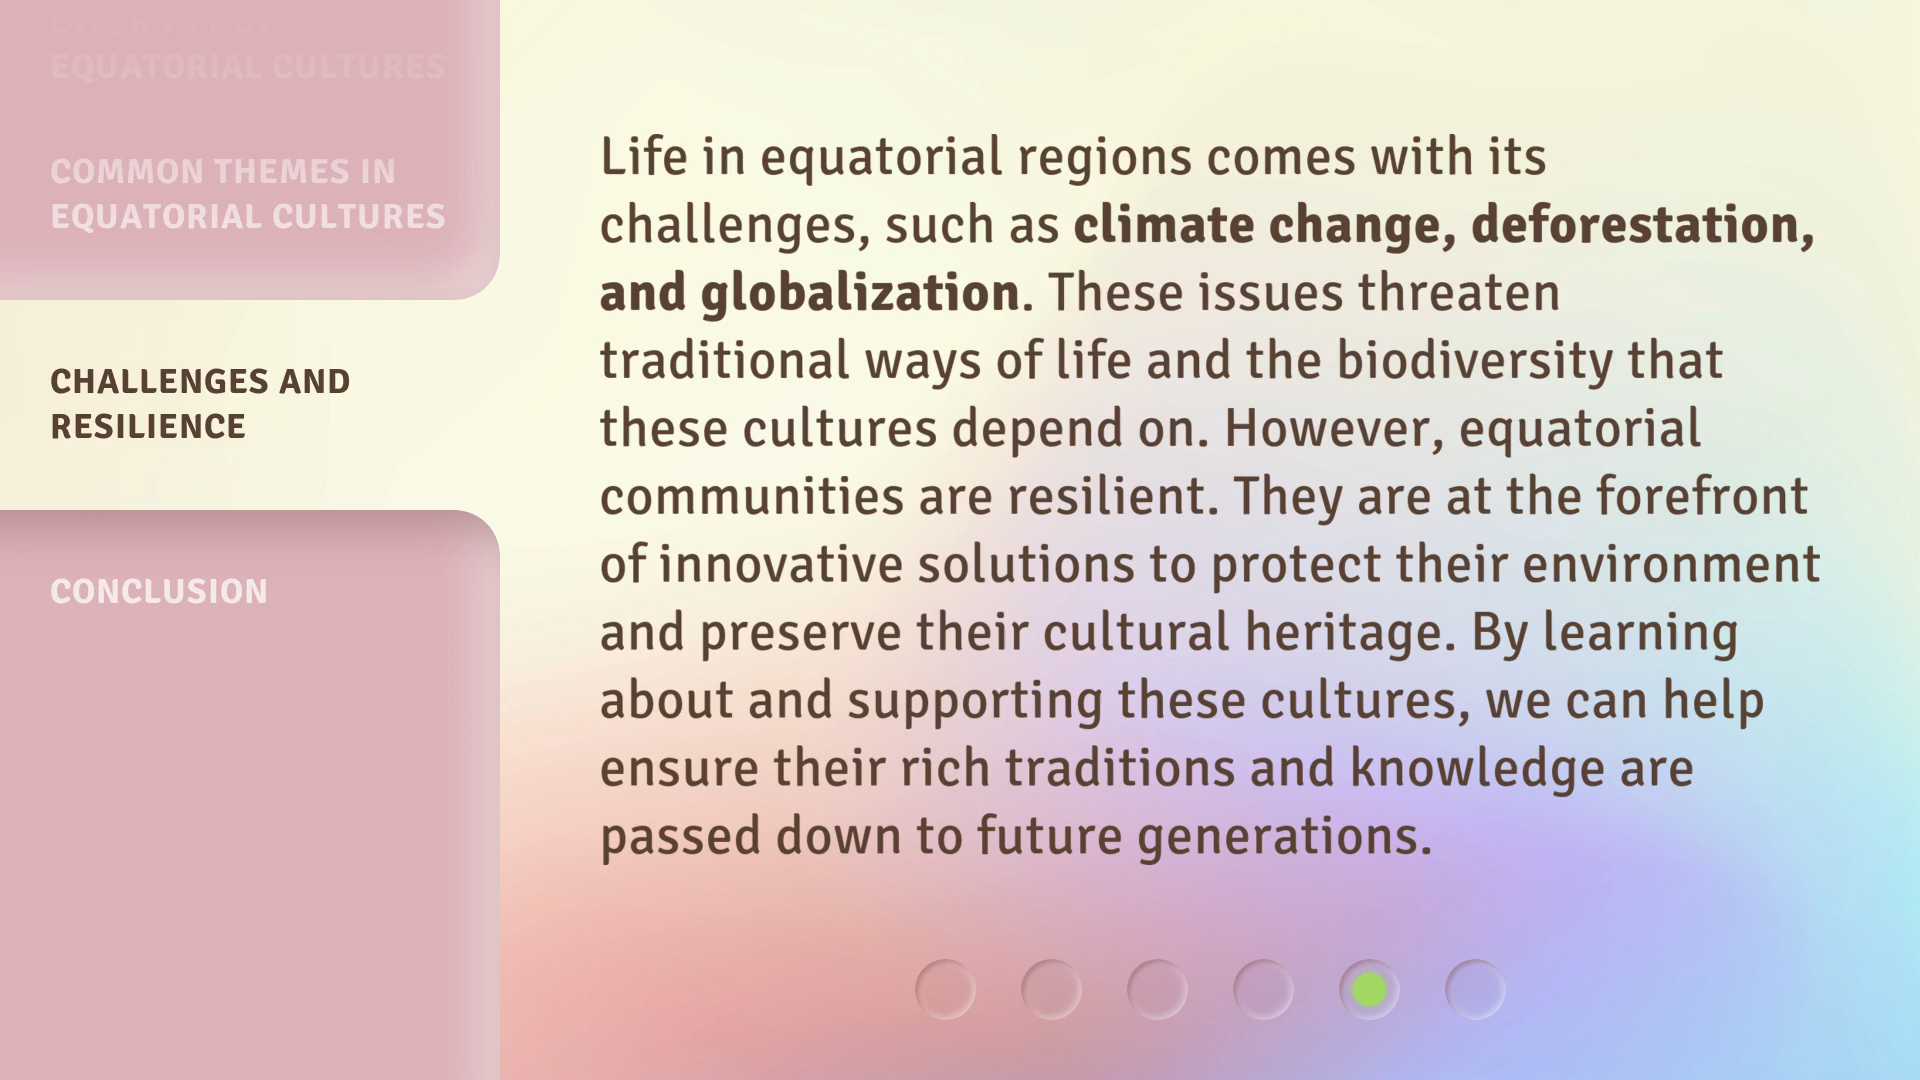 DIVERSITY OF
EQUATORIAL CULTURES
COMMON THEMES IN
EQUATORIAL CULTURES
CHALLENGES AND
RESILIENCE
CONCLUSION
Life in equatorial regions comes with its
challenges, such as climate change, deforestation,
and globalization. These issues threaten
traditional ways of life and the biodiversity that
these cultures depend on. However, equatorial
communities are resilient. They are at the forefront
of innovative solutions to protect their environment
and preserve their cultural heritage. By learning
about and supporting these cultures, we can help
ensure their rich traditions and knowledge are
passed down to future generations.